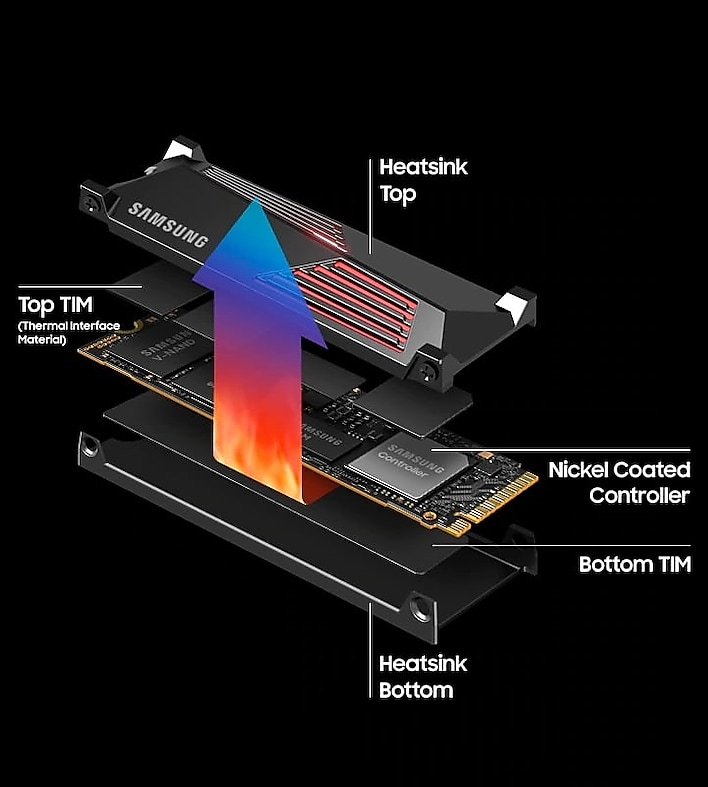 Heatsink
Top
SAMSUNG
Top TIM
(Thermal Interface
Material)
SAMSUNG
V-NAND
SAMSUNG
SAMSUNG
Controller
Nickel Coated
Controller
Bottom TIM
Heatsink
Bottom